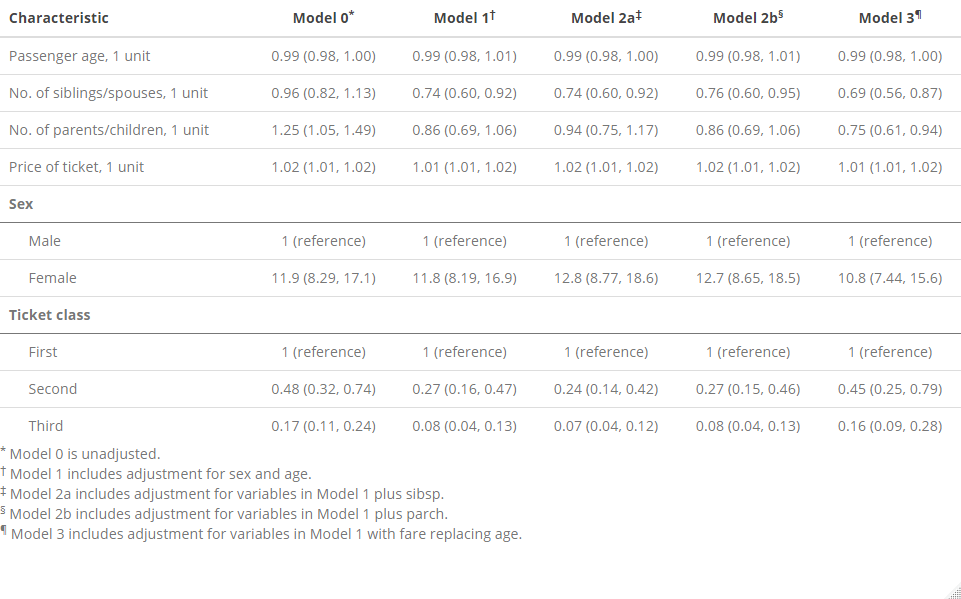 Characteristic Model 0* Model 1† Model 2a‡ Model 2b§ Model 3¶
Passenger age, 1 unit 0.99 (0.98, 1.00) 0.99 (0.98, 1.01) 0.99 (0.98, 1.00) 0.99 (0.98, 1.01) 0.99 (0.98, 1.00)
No. of siblings/spouses, 1 unit 0.96 (0.82, 1.13) 0.74 (0.60, 0.92) 0.74 (0.60, 0.92) 0.76 (0.60, 0.95) 0.69 (0.56, 0.87)
No. of parents/children, 1 unit 1.25 (1.05, 1.49) 0.86 (0.69, 1.06) 0.94 (0.75, 1.17) 0.86 (0.69, 1.06) 0.75 (0.61, 0.94)
Price of ticket, 1 unit 1.02 (1.01, 1.02) 1.01 (1.01, 1.02) 1.02 (1.01, 1.02) 1.02 (1.01, 1.02) 1.01 (1.01, 1.02)
Sex
Male 1 (reference) 1 (reference) 1 (reference) 1 (reference) 1 (reference)
Female 11.9 (8.29, 17.1) 11.8 (8.19, 16.9) 12.8 (8.77, 18.6) 12.7 (8.65, 18.5) 10.8 (7.44, 15.6)
Ticket class
First 1 (reference) 1 (reference) 1 (reference) 1 (reference) 1 (reference)
Second 0.48 (0.32, 0.74) 0.27 (0.16, 0.47) 0.24 (0.14, 0.42) 0.27 (0.15, 0.46) 0.45 (0.25, 0.79)
Third 0.17 (0.11, 0.24) 0.08 (0.04, 0.13) 0.07 (0.04, 0.12) 0.08 (0.04, 0.13) 0.16 (0.09, 0.28)
* Model 0 is unadjusted.
† Model 1 includes adjustment for sex and age.
‡ Model 2a includes adjustment for variables in Model 1 plus sibsp.
§ Model 2b includes adjustment for variables in Model 1 plus parch.
¶ Model 3 includes adjustment for variables in Model 1 with fare replacing age.